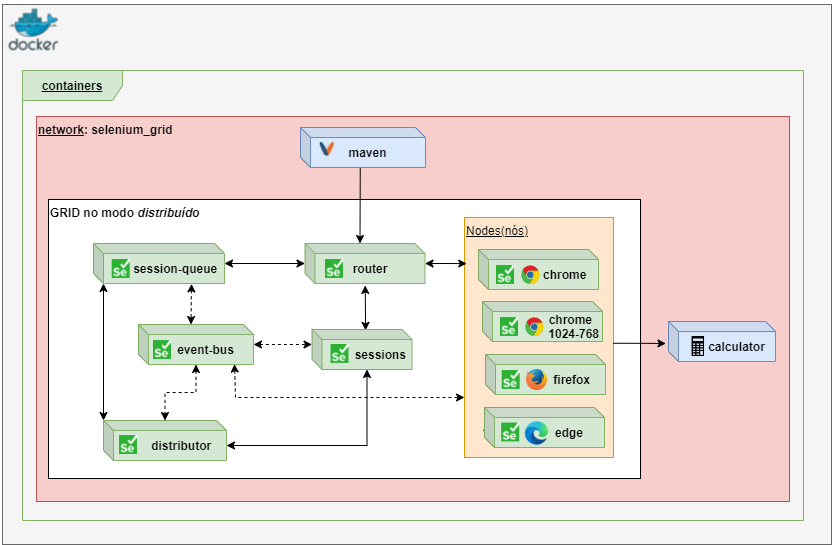 docker
containers
network: selenium_grid
maven
GRID no modo distribuído
Nodes(nós)
Se session-queue
Se router
Se chrome
Se chrome
1024-768
Se event-bus
Se sessions
calculator
Se firefox
Se distributor
Se edge